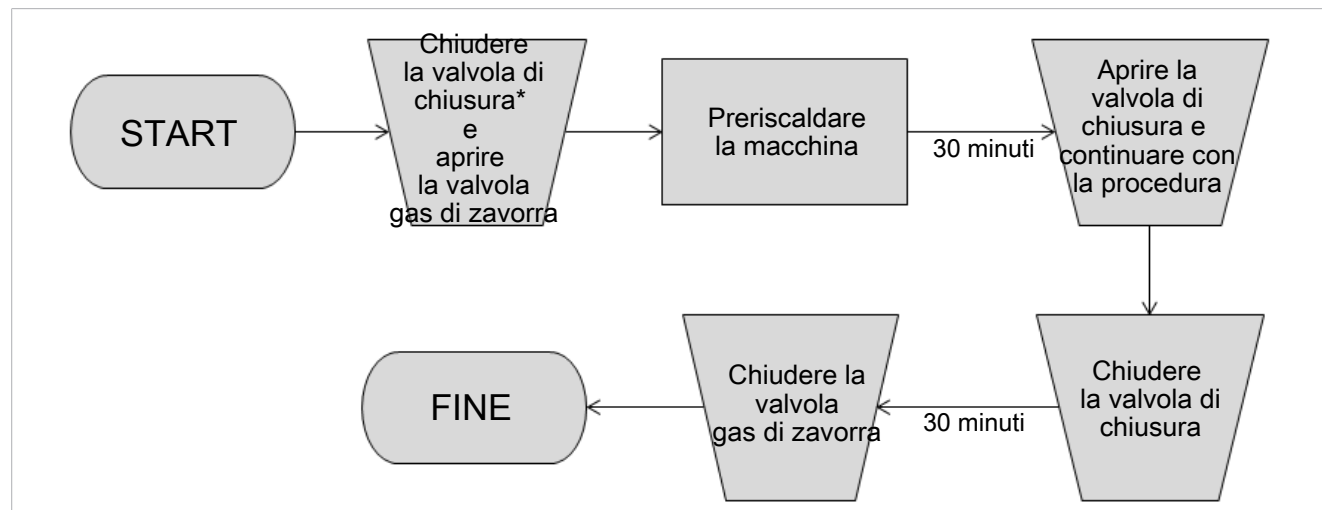 START
Chiudere
la valvola di
chiusura*
e
aprire
la valvola
gas di zavorra
Preriscaldare
la macchina
30 minuti
Aprire la
valvola di
chiusura e
continuare con
la procedura
Chiudere
la valvola di
chiusura
30 minuti
Chiudere la
valvola
gas di zavorra
FINE